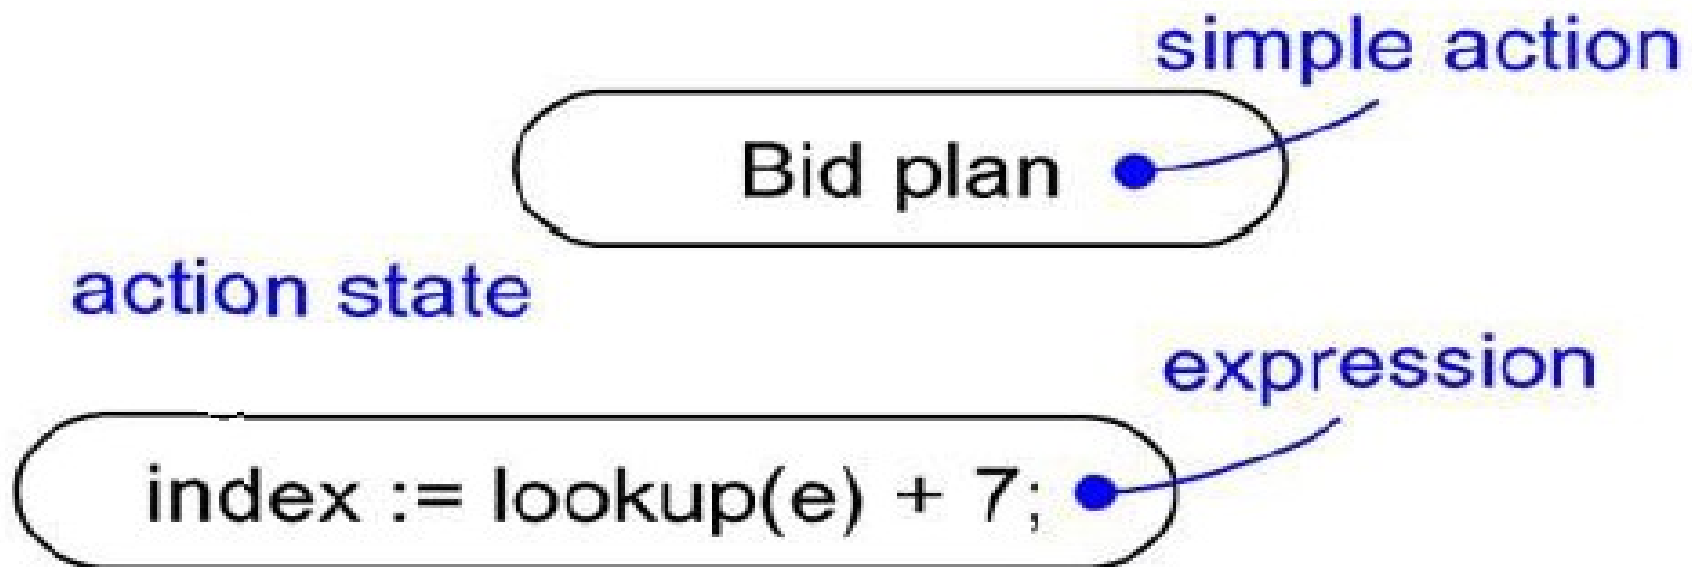 simple action
Bid plan
action state
expression
index := lookup(e) + 7;